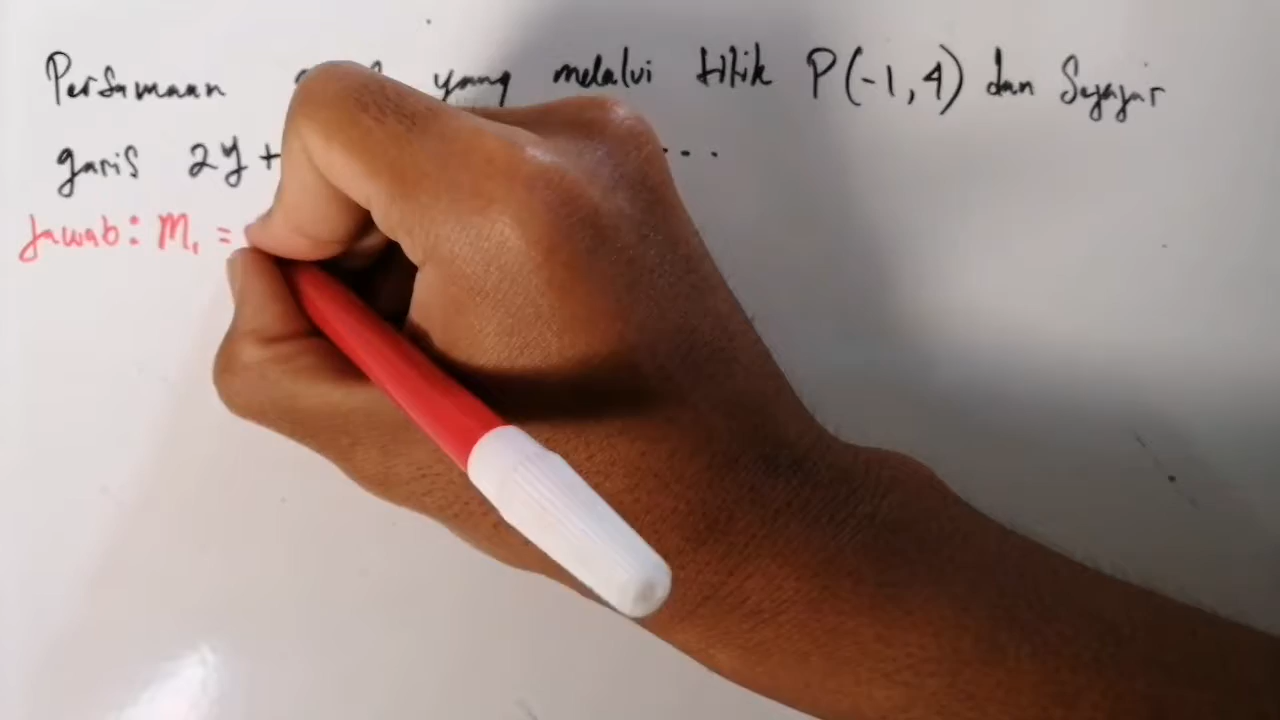 Persamaan yang melalui titik P(-1,4) dan Sejajar
garis 2y+ ...
Jawab: M₁ =